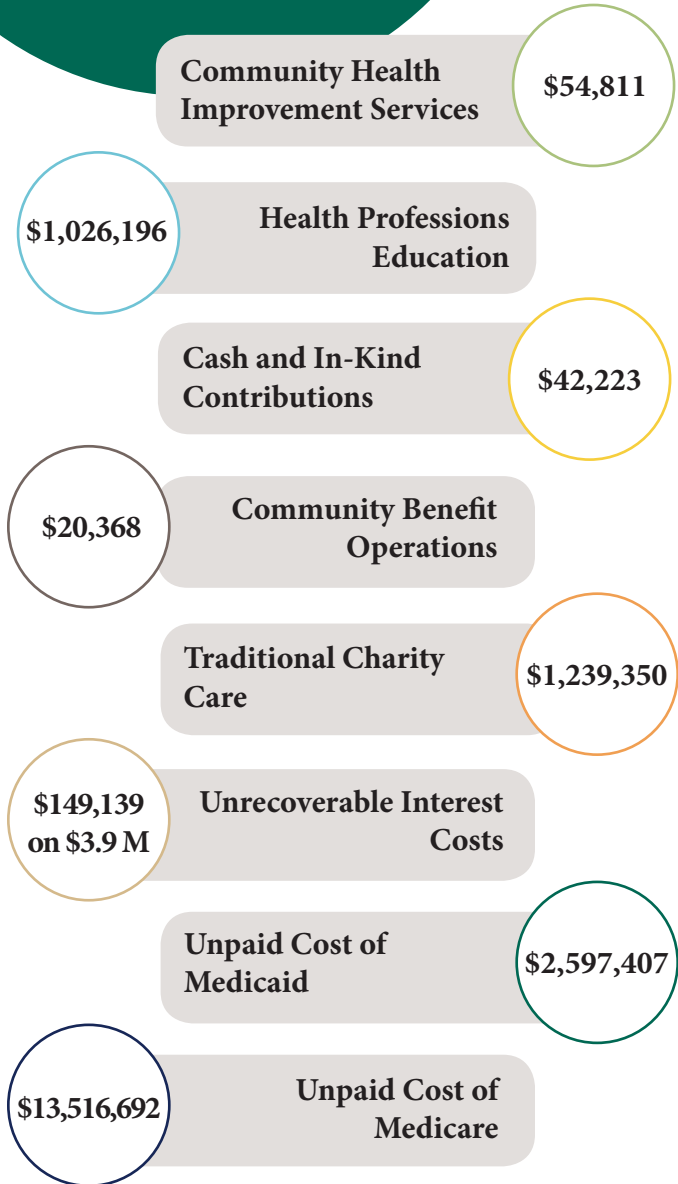 Community Health
Improvement Services
$54,811
$1,026,196
Health Professions
Education
Cash and In-Kind
Contributions
$42,223
$20,368
Community Benefit
Operations
Traditional Charity
Care
$1,239,350
$149,139
on $3.9 M
Unrecoverable Interest
Costs
Unpaid Cost of
Medicaid
$2,597,407
$13,516,692
Unpaid Cost of
Medicare